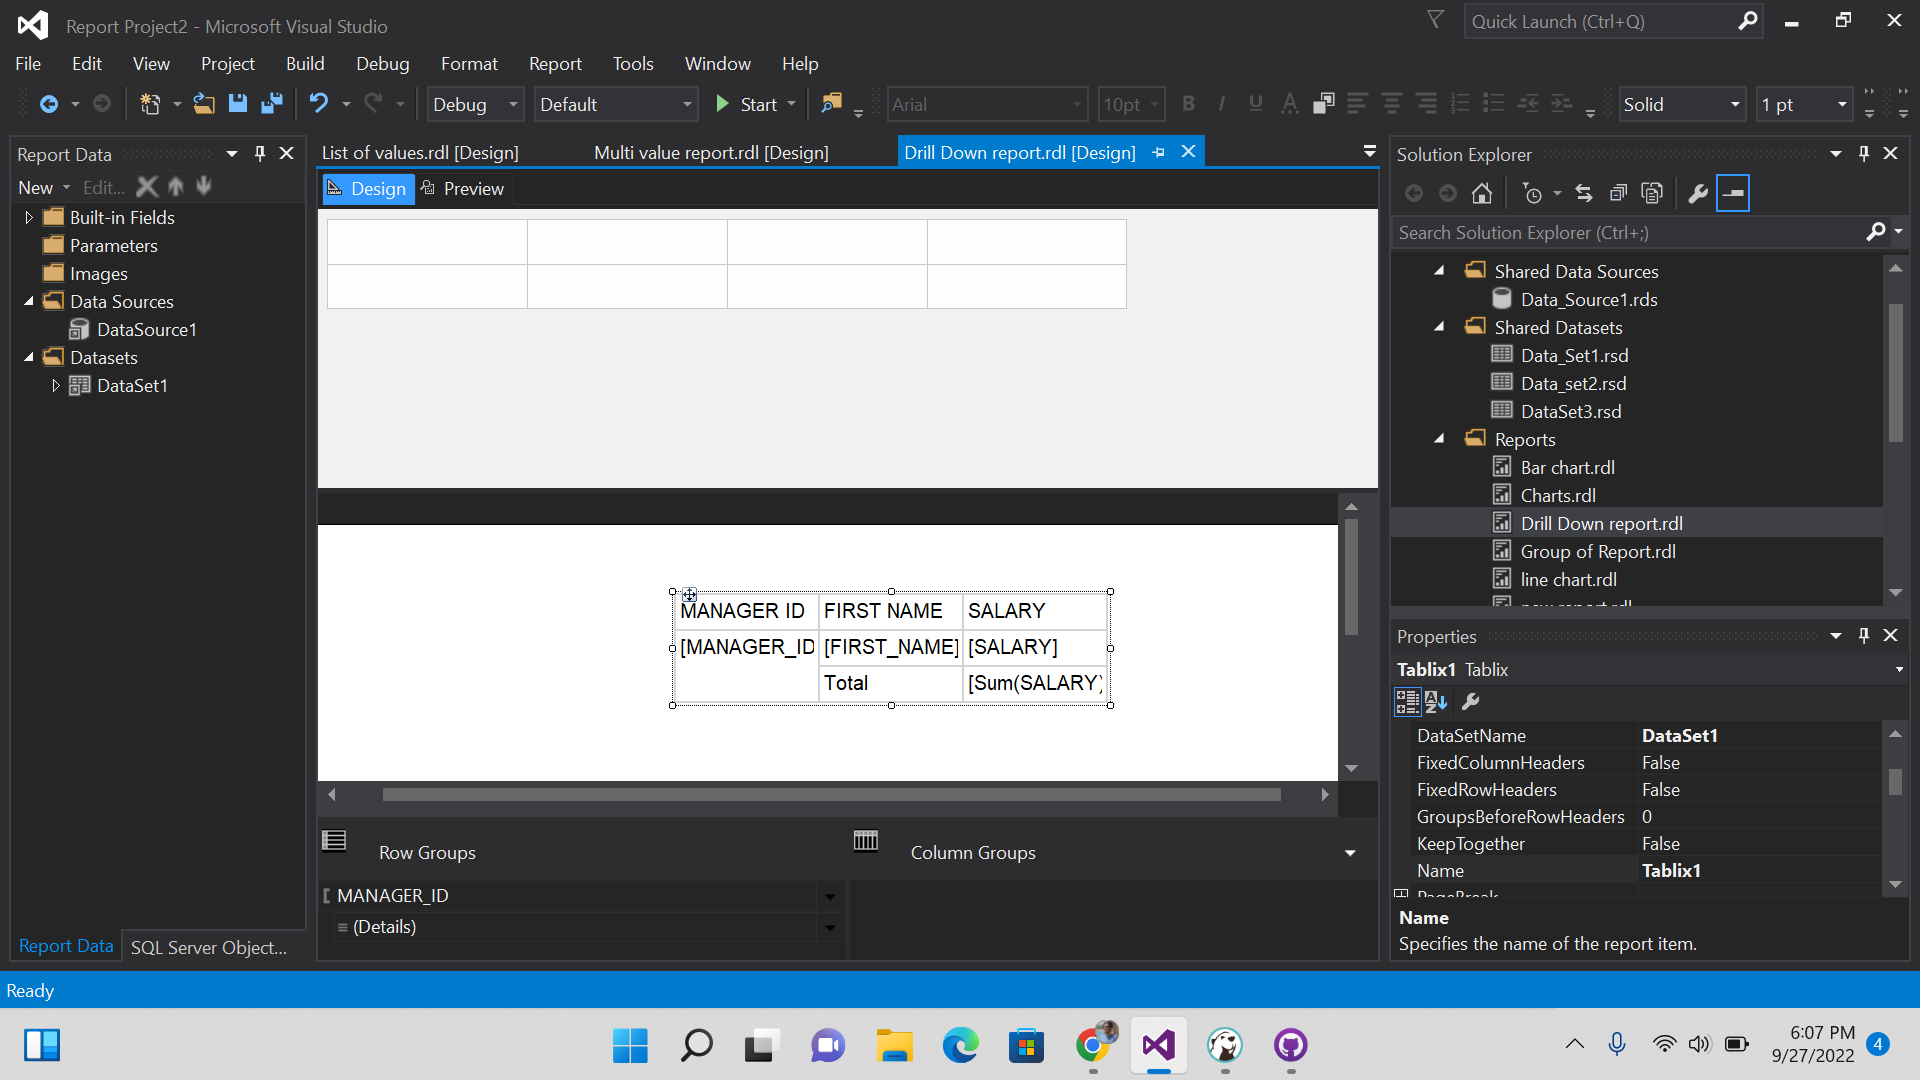 Report Project2 - Microsoft Visual Studio
Quick Launch (Ctrl+Q)
File Edit View Project Build Debug Format Report Tools Window Help
Debug Default Start Arial 10pt B I U A Solid 1 pt
Report Data
New Edit...
Built-in Fields
Parameters
Images
Data Sources
DataSource1
Datasets
DataSet1
Report Data SQL Server Object...
List of values.rdl [Design] Multi value report.rdl [Design] Drill Down report.rdl [Design]
Design Preview
MANAGER ID FIRST NAME SALARY
[MANAGER_ID [FIRST_NAME] [SALARY]
Total [Sum(SALARY)
Row Groups Column Groups
MANAGER_ID
(Details)
Solution Explorer
Search Solution Explorer (Ctrl+;)
Shared Data Sources
Data_Source1.rds
Shared Datasets
Data_Set1.rsd
Data_set2.rsd
DataSet3.rsd
Reports
Bar chart.rdl
Charts.rdl
Drill Down report.rdl
Group of Report.rdl
line chart.rdl
new report.rdl
Properties
Tablix1 Tablix
DataSetName DataSet1
FixedColumnHeaders False
FixedRowHeaders False
GroupsBeforeRowHeaders 0
KeepTogether False
Name Tablix1
PageBreak
Name
Specifies the name of the report item.
Ready
6:07 PM
9/27/2022
4